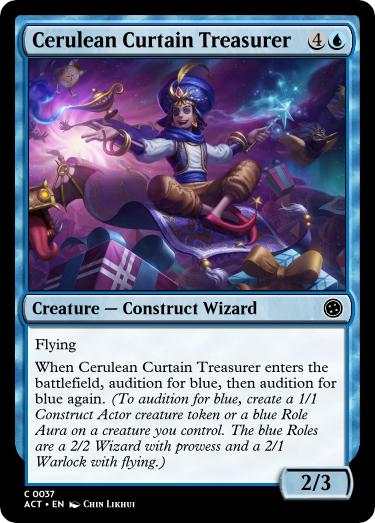 Cerulean Curtain Treasurer 4
Creature — Construct Wizard
Flying
When Cerulean Curtain Treasurer enters the
battlefield, audition for blue, then audition for
blue again. (To audition for blue, create a 1/1
Construct Actor creature token or a blue Role
Aura on a creature you control. The blue Roles
are a 2/2 Wizard with prowess and a 2/1
Warlock with flying.)
2/3
C 0037
ACT • EN Chin Likhui